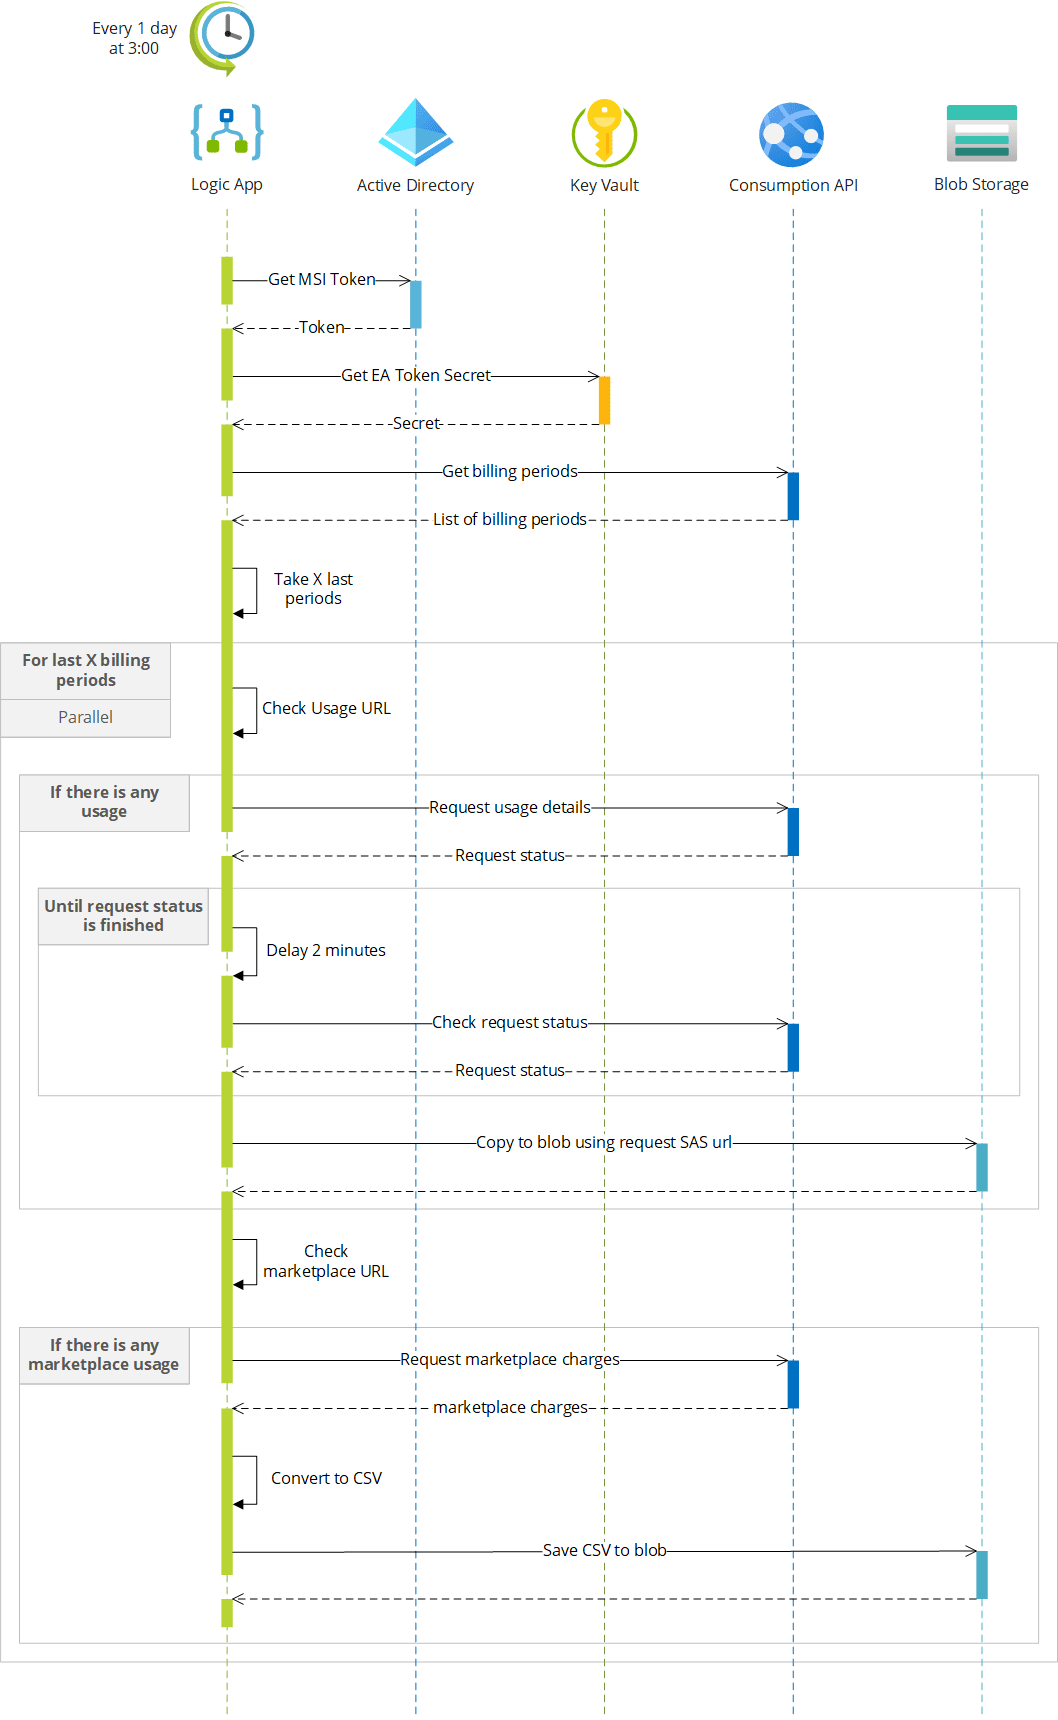 Every 1 day
at 3:00
Logic App
Active Directory
Key Vault
Consumption API
Blob Storage
Get MSI Token
Token
Get EA Token Secret
Secret
Get billing periods
List of billing periods
Take X last
periods
For last X billing
periods
Parallel
Check Usage URL
If there is any
usage
Request usage details
Request status
Until request status
is finished
Delay 2 minutes
Check request status
Request status
Copy to blob using request SAS url
Check
marketplace URL
If there is any
marketplace usage
Request marketplace charges
marketplace charges
Convert to CSV
Save CSV to blob